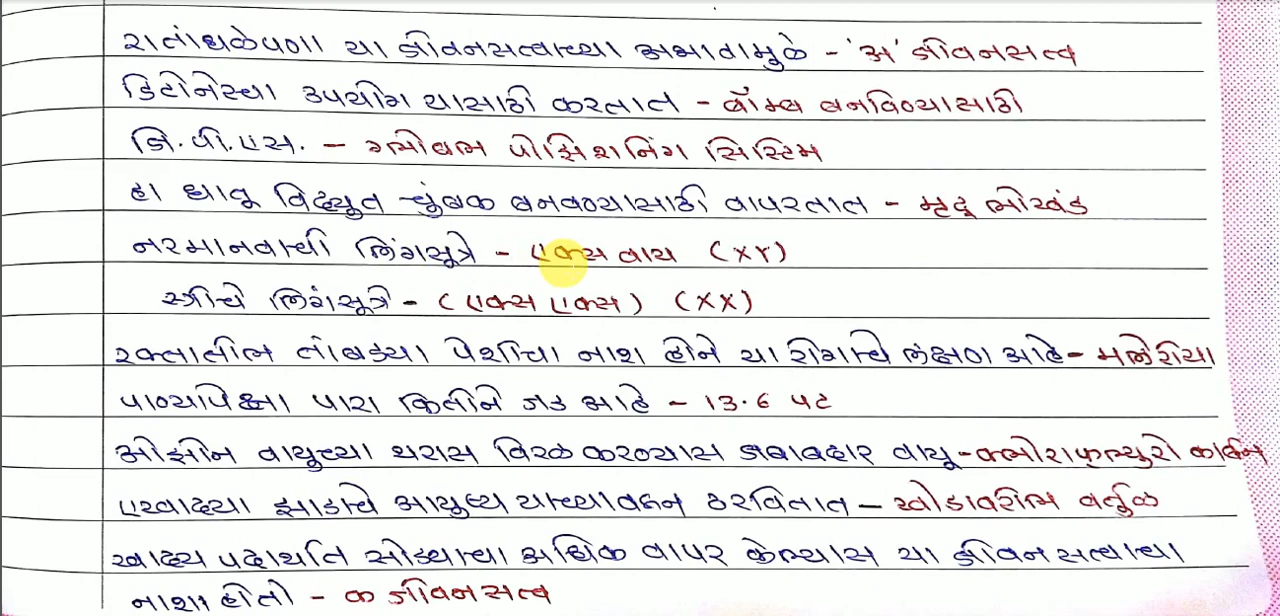 रातांधळेपणा या जीवनसत्वाच्या अभावामुळे - 'अ' जीवनसत्व
किटोनेस्चा उपयोग यासाठी करतात - बॉम्ब बनविण्यासाठी
जि.पी.एस. - ग्लोबल पोझिशनिंग सिस्टिम
हा धातू विद्युत चुंबक बनवण्यासाठी वापरतात - मृदू लोखंड
नरमानवाची लिंगसूत्रे - एक्स वाय (XY)
स्त्रीचे लिंगसूत्रे - (एक्स एक्स) (XX)
रक्तातील तांबड्या पेशींचा नाश होने या रोगाचे लक्षण आहे - मलेरिया
पाण्यापेक्षा पारा कितीने जड आहे - 13.6 पट
ओझोन वायूच्या थरास विरळ करण्यास जबाबदार वायू - क्लोराफ्ल्युरो कार्बन
एखाद्या झाडाचे आयुष्य याच्यावरून ठरवितात - खोडावरील वर्तुळ
खाद्य पदार्थात सोड्याचा अधिक वापर केल्यास या जीवनसत्वाचा
नाश होतो - क जीवनसत्व